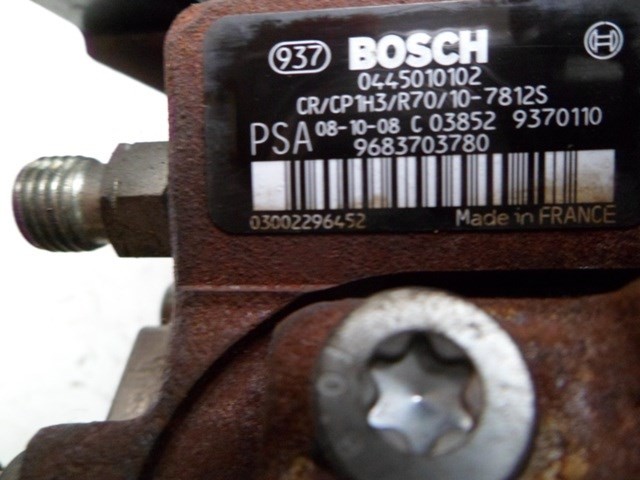 937 BOSCH
0445010102
CR/CP1H3/R70/10-7812S
PSA 08-10-08 C 03852 9370110
9683703780
03002296452 Made in FRANCE